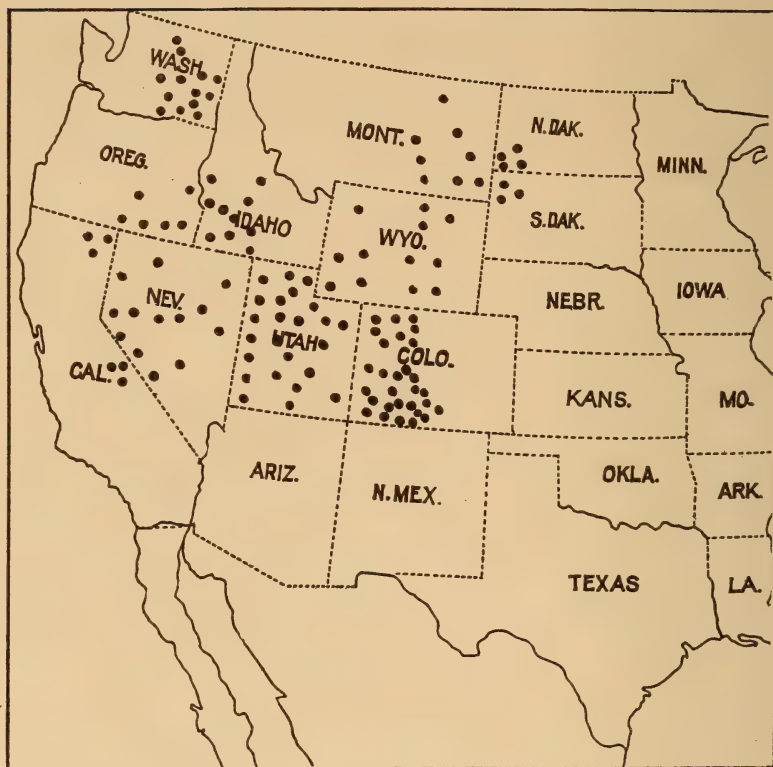 WASH.
MONT.
N. DAK.
MINN.
OREG.
IDAHO
WYO.
S. DAK.
NEV.
NEBR.
IOWA
UTAH
COLO.
CAL.
KANS.
MO.
ARIZ.
N. MEX.
OKLA.
ARK.
TEXAS
LA.